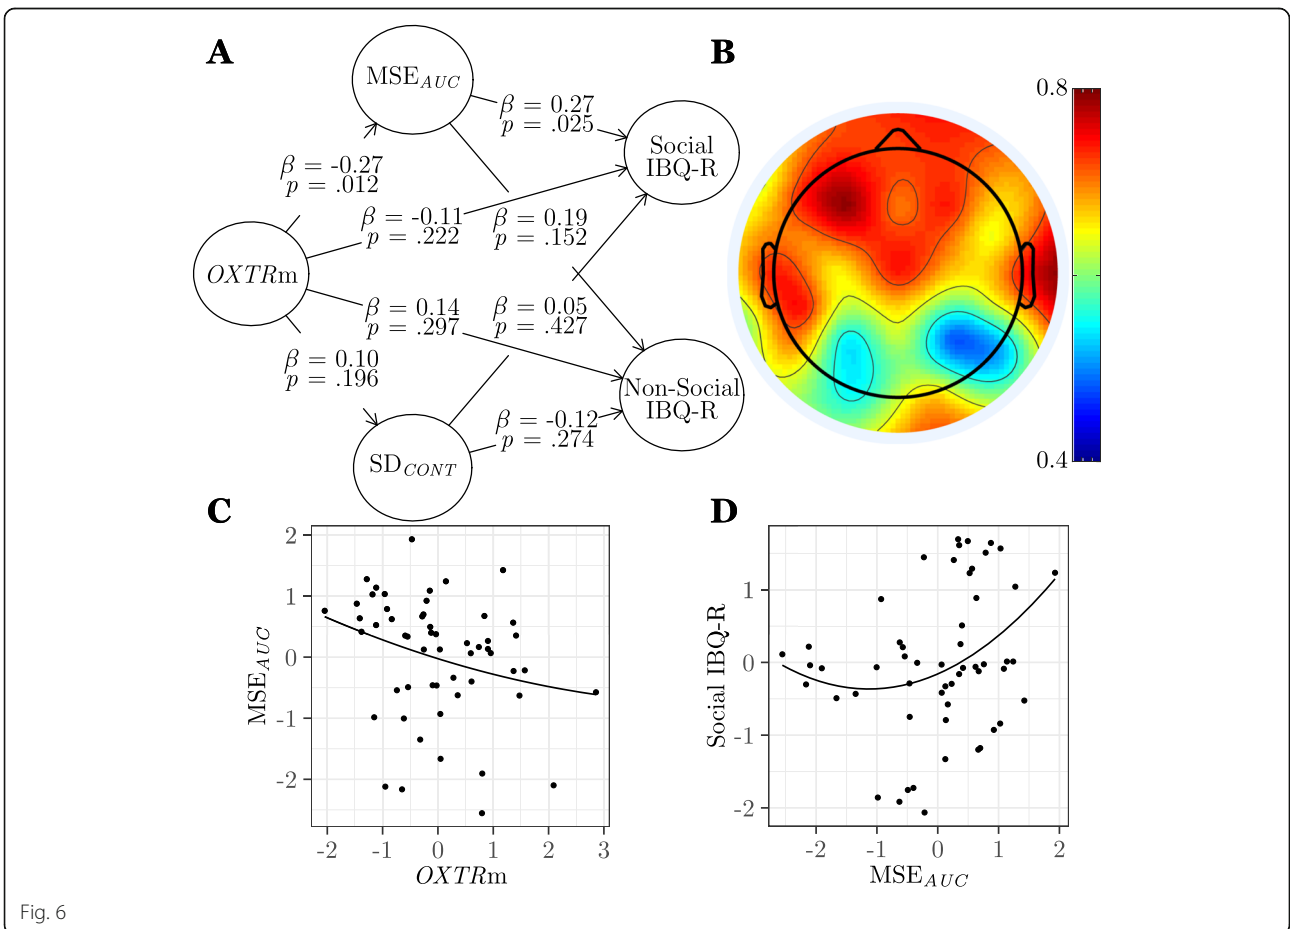 A
MSE_AUC
β = 0.27
p = .025
Social
IBQ-R
β = -0.27
p = .012
β = -0.11
p = .222
β = 0.19
p = .152
OXTRm
β = 0.14
p = .297
β = 0.05
p = .427
β = 0.10
p = .196
Non-Social
IBQ-R
β = -0.12
p = .274
SD_CONT
B
0.8
0.4
C
MSE_AUC
2
1
0
-1
-2
-2 -1 0 1 2 3
OXTRm
D
Social IBQ-R
1
0
-1
-2
-2 -1 0 1 2
MSE_AUC
Fig. 6